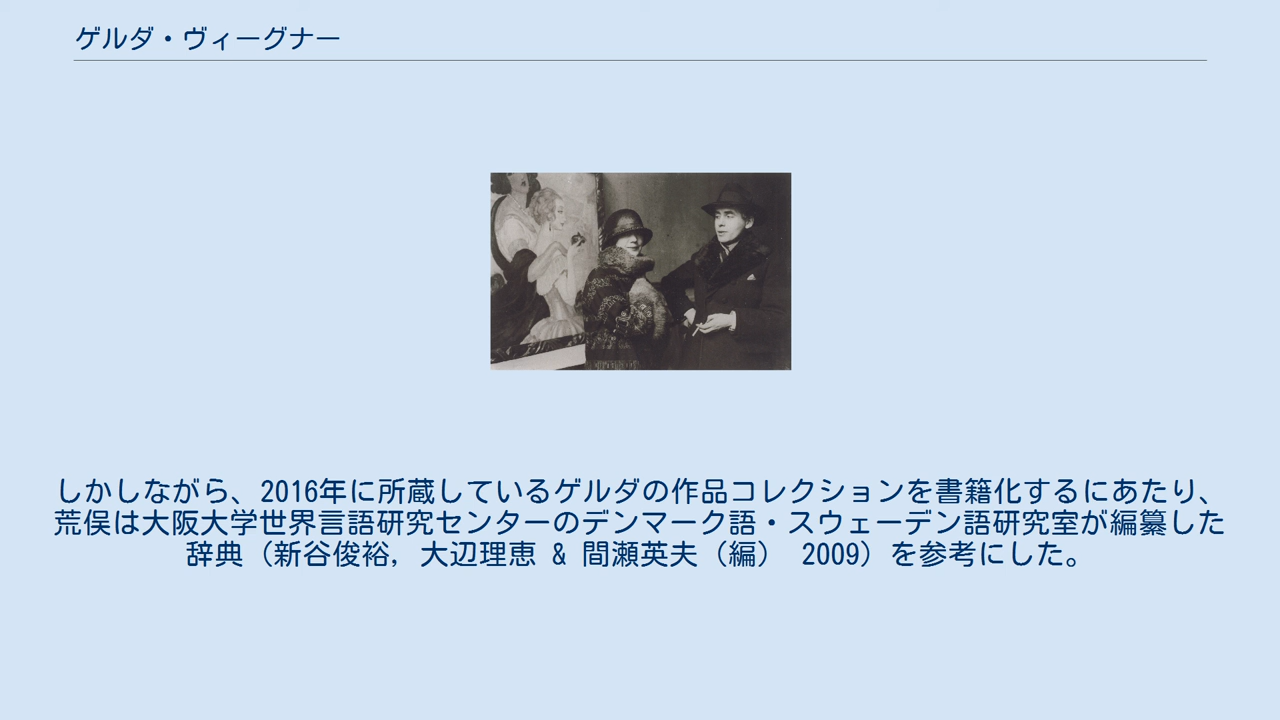 ゲルダ・ヴィーグナー
しかしながら、2016年に所蔵しているゲルダの作品コレクションを書籍化するにあたり、
荒俣は大阪大学世界言語研究センターのデンマーク語・スウェーデン語研究室が編纂した
辞典（新谷俊裕, 大辺理恵 & 間瀬英夫（編） 2009）を参考にした。